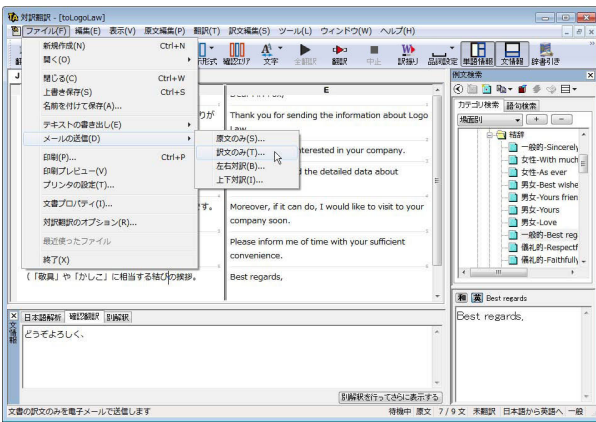 対訳翻訳 - [toLogoLaw]
ファイル(F) 編集(E) 表示(V) 原文編集(P) 翻訳(T) 訳文編集(S) ツール(L) ウィンドウ(W) ヘルプ(H)
新規作成(N) Ctrl+N
開く(O)
閉じる(C) Ctrl+W
上書き保存(S) Ctrl+S
名前を付けて保存(A)...
テキストの書き出し(E)
メールの送信(D)
印刷(P)... Ctrl+P
印刷プレビュー(V)
プリンタの設定(T)...
文書プロパティ(I)...
対訳翻訳のオプション(R)...
最近使ったファイル
終了(X)
原文のみ(S)...
訳文のみ(T)...
左右対訳(B)...
上下対訳(I)...
確認エリア 文字 全翻訳 翻訳 中止 訳振り 品詞設定 単語情報 文情報 辞書引き
J
E
Thank you for sending the information about Logo
Law.
nterested in your company.
d the detailed data about
Moreover, if it can do, I would like to visit to your
company soon.
Please inform me of time with your sufficient
convenience.
(「敬具」や「かしこ」に相当する結びの挨拶。
Best regards,
例文検索
カテゴリ検索 語句検索
場面別
+ -
結辞
一般的-Sincerely
女性-With much
女性-As ever
男女-Best wishe
男女-Yours frien
男女-Yours
男女-Love
一般的-Best reg
儀礼的-Respectf
儀礼的-Faithfully
和 英 Best regards
Best regards,
文情報
日本語解析 確認翻訳 別解釈
どうぞよろしく、
別解釈を行ってさらに表示する
文書の訳文のみを電子メールで送信します
待機中 原文 7/9文 未翻訳 日本語から英語へ 一般